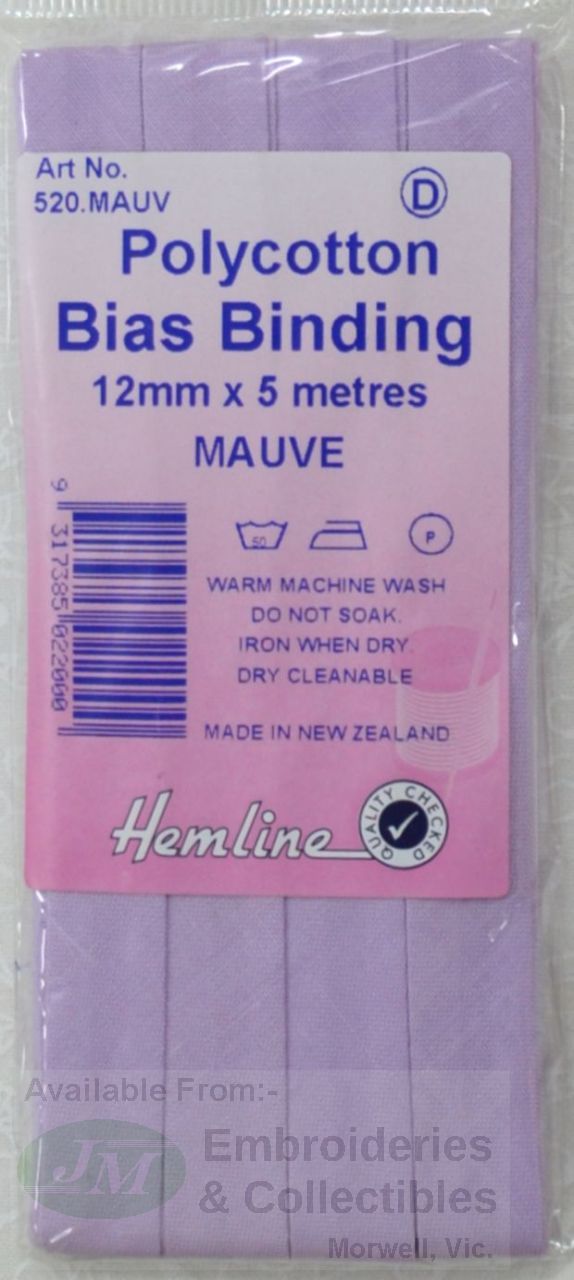 Art No.
520.MAUV
D
Polycotton
Bias Binding
12mm x 5 metres
MAUVE
9 317385 022000
50
P
WARM MACHINE WASH
DO NOT SOAK.
IRON WHEN DRY.
DRY CLEANABLE
MADE IN NEW ZEALAND
Hemline
QUALITY CHECKED
Available From:-
JM
Embroideries
& Collectibles
Morwell, Vic.